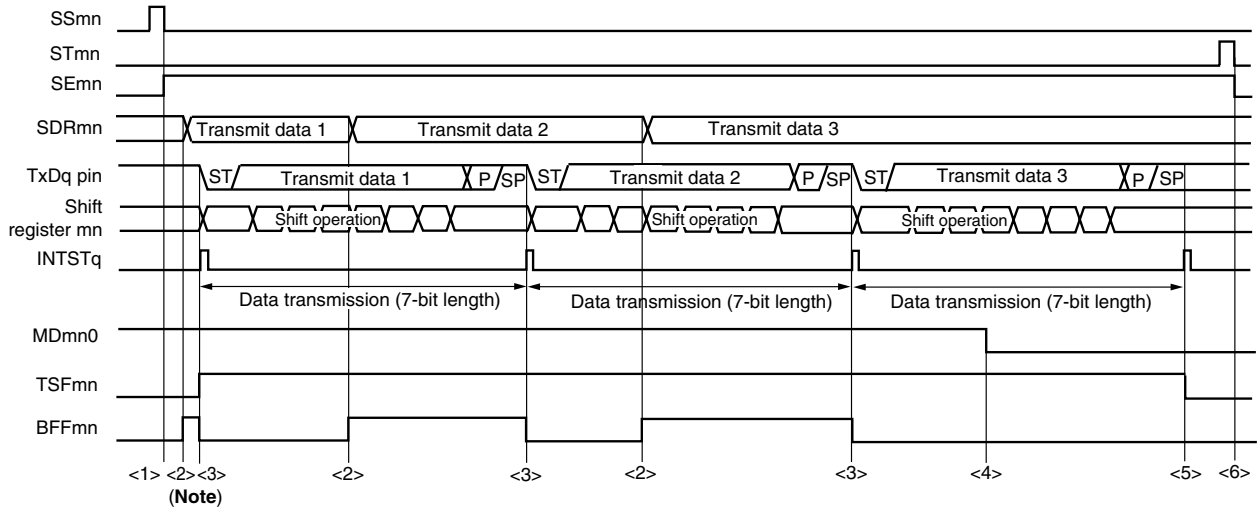 SSmn
STmn
SEmn
SDRmn
Transmit data 1
Transmit data 2
Transmit data 3
TxDq pin
ST
Transmit data 1
P
SP
ST
Transmit data 2
P
SP
ST
Transmit data 3
P
SP
Shift
register mn
Shift operation
Shift operation
Shift operation
INTSTq
Data transmission (7-bit length)
Data transmission (7-bit length)
Data transmission (7-bit length)
MDmn0
TSFmn
BFFmn
<1> <2> <3> <2> <3> <2> <3> <4> <5> <6>
(Note)